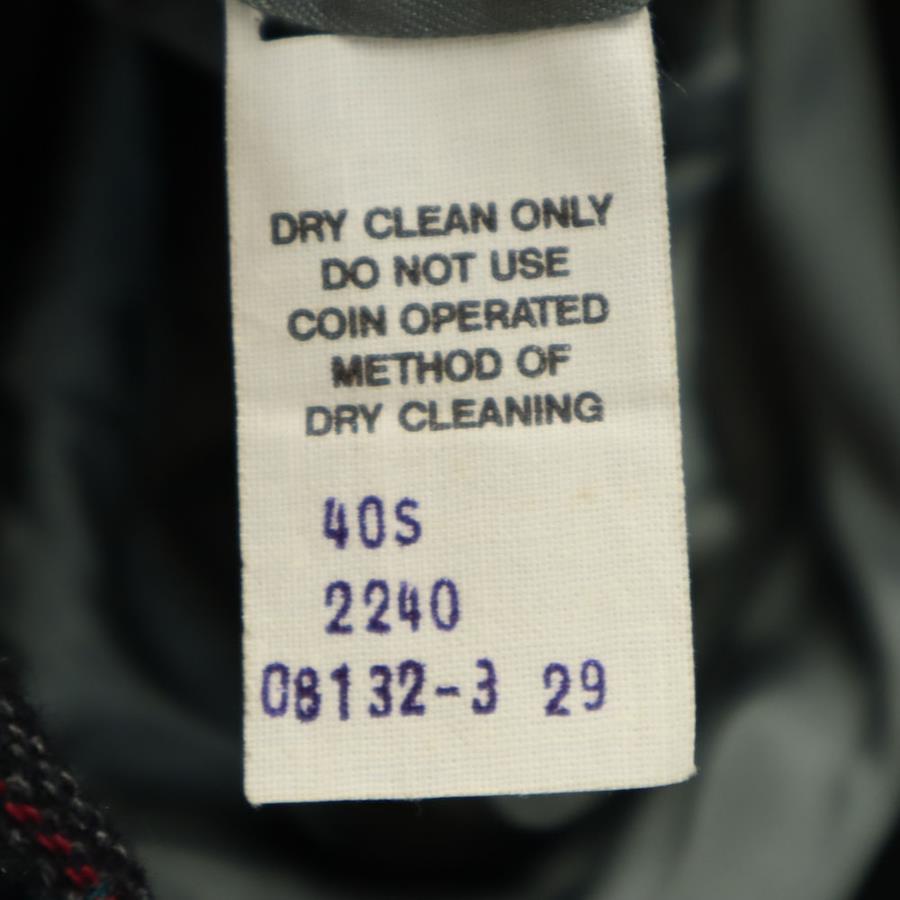 DRY CLEAN ONLY
DO NOT USE
COIN OPERATED
METHOD OF
DRY CLEANING
40S
2240
08132-3 29